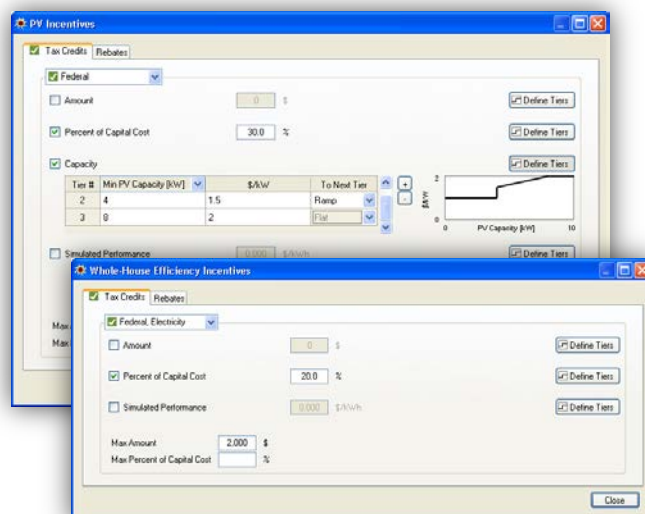 PV Incentives
Tax Credits Rebates
Federal
Amount 0 $ Define Tiers
Percent of Capital Cost 30.0 % Define Tiers
Capacity Define Tiers
Tier # Min PV Capacity [kW] $/kW To Next Tier
2 4 1.5 Ramp
3 8 2 Flat
+
-
$/W
2
0
0 PV Capacity [kW] 10
Simulated Performance 0.000 $/kWh Define Tiers
Max
Max
Whole-House Efficiency Incentives
Tax Credits Rebates
Federal, Electricity
Amount 0 $ Define Tiers
Percent of Capital Cost 20.0 % Define Tiers
Simulated Performance 0.000 $/kWh Define Tiers
Max Amount 2.000 $
Max Percent of Capital Cost %
Close